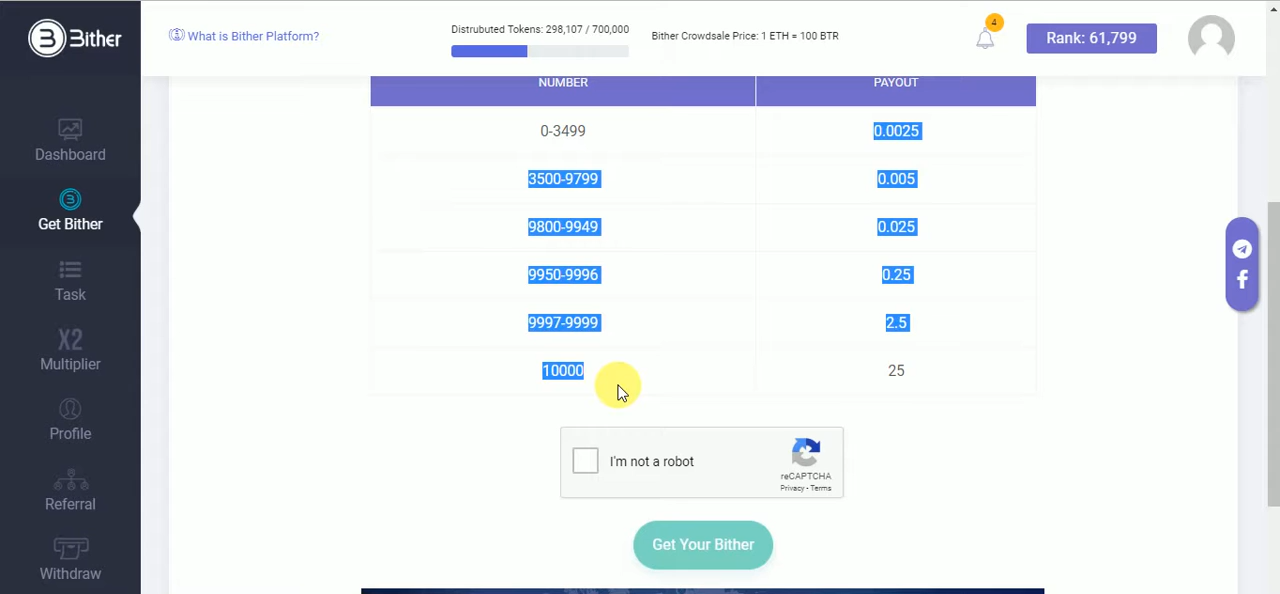 Bither
What is Bither Platform?
Distrubuted Tokens: 298,107 / 700,000
Bither Crowdsale Price: 1 ETH = 100 BTR
4
Rank: 61,799
Dashboard
Get Bither
Task
X2
Multiplier
Profile
Referral
Withdraw
NUMBER PAYOUT
0-3499 0.0025
3500-9799 0.005
9800-9949 0.025
9950-9996 0.25
9997-9999 2.5
10000 25
I'm not a robot
reCAPTCHA
Privacy • Terms
Get Your Bither